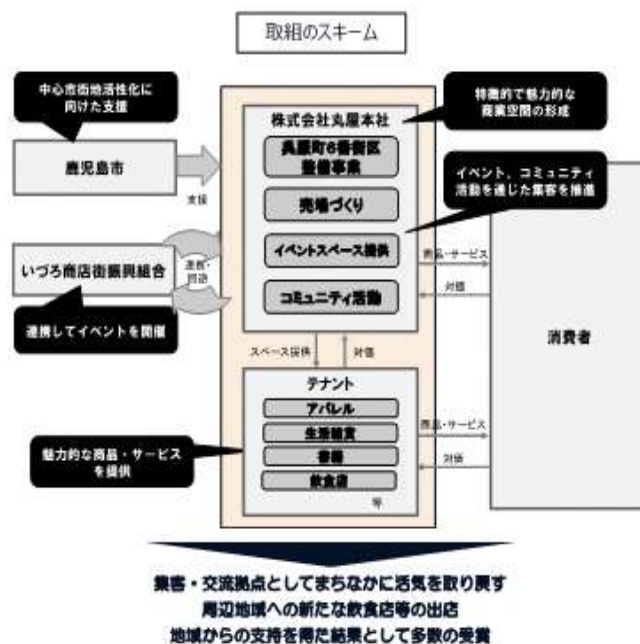 取組のスキーム
中心市街地活性化に
向けた支援
特徴的で魅力的な
商業空間の形成
株式会社丸屋本社
呉服町6番街区
整備事業
鹿児島市
支援
売場づくり
イベント、コミュニティ
活動を通じた集客を推進
いづろ商店街振興組合
連携・
イベントスペース提供
商品・サービス
対価
コミュニティ活動
連携してイベントを開催
消費者
スペース提供
対価
テナント
アパレル
生活雑貨
書籍
飲食店
等
商品・サービス
対価
魅力的な商品・サービス
を提供
集客・交流拠点としてまちなかに活気を取り戻す
周辺地域への新たな飲食店等の出店
地域からの支持を得た結果として多数の受賞